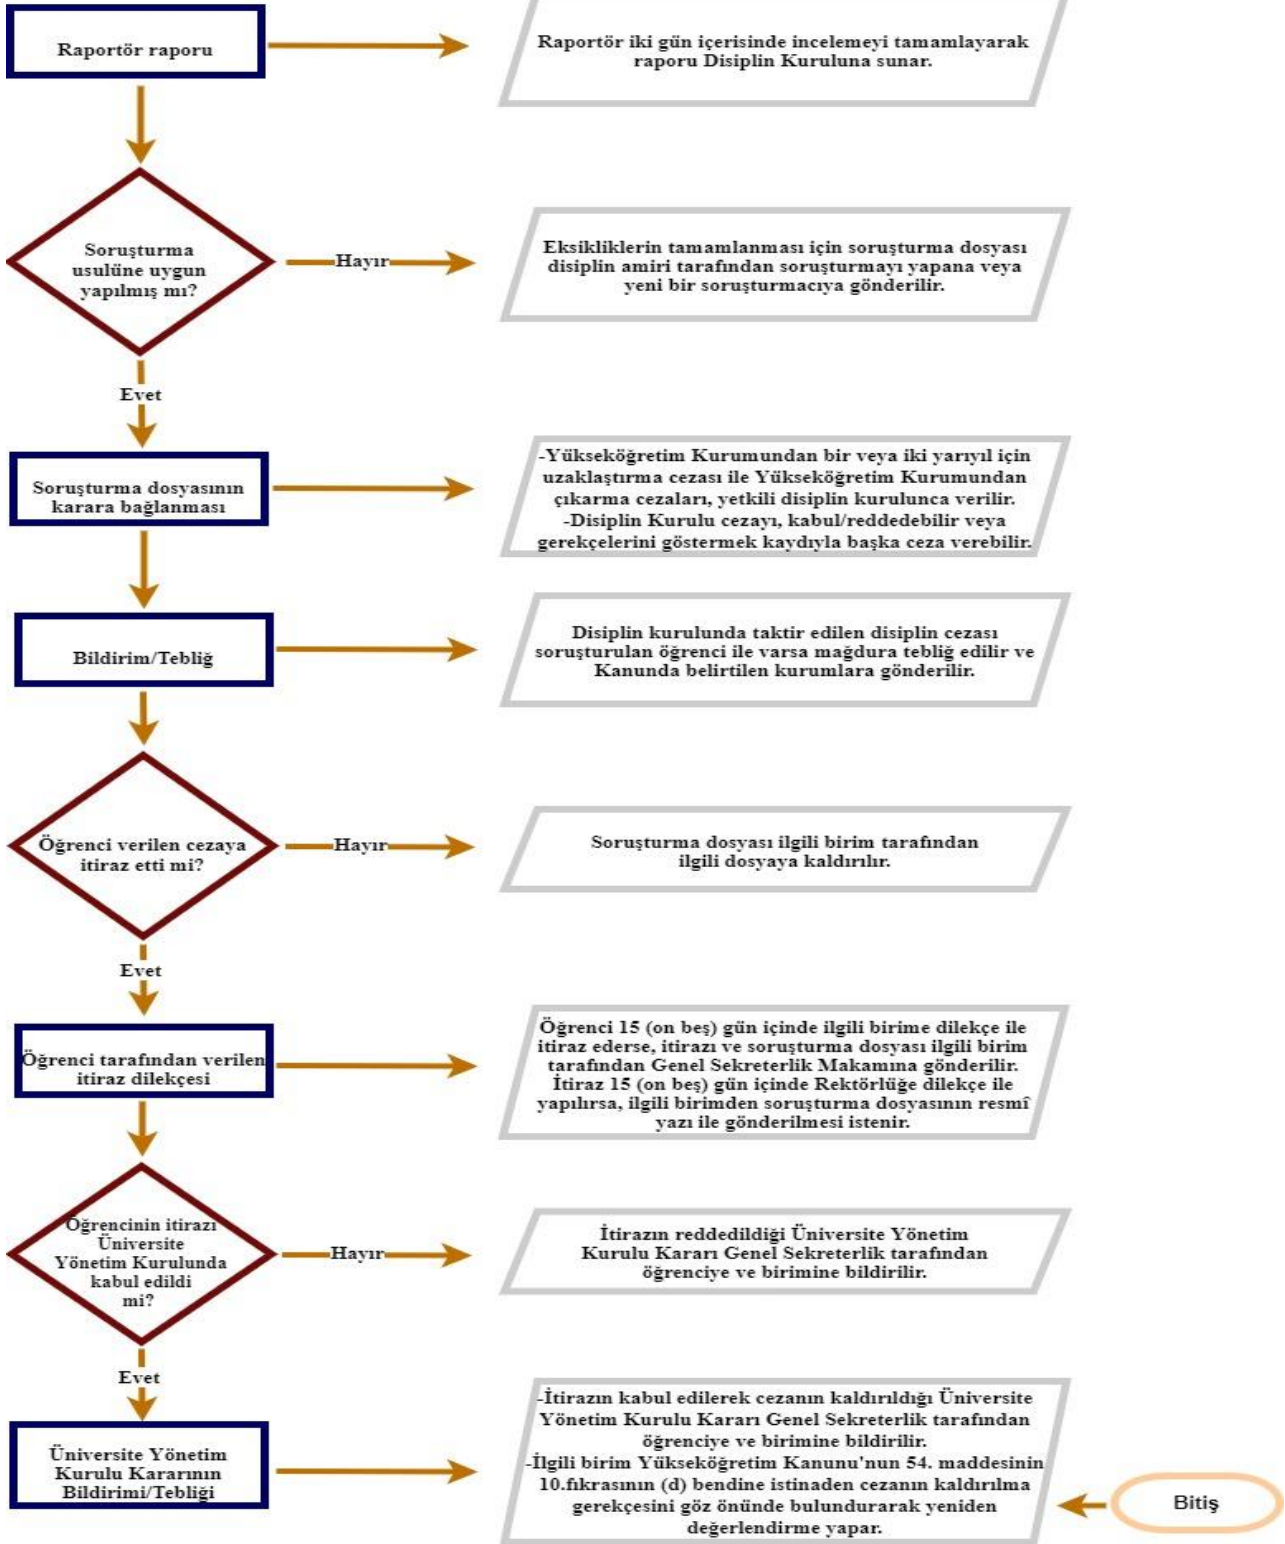 Raportör raporu
Raportör iki gün içerisinde incelemeyi tamamlayarak
raporu Disiplin Kuruluna sunar.
Soruşturma
usulüne uygun
yapılmış mı?
Hayır
Eksikliklerin tamamlanması için soruşturma dosyası
disiplin amiri tarafından soruşturmayı yapana veya
yeni bir soruşturmacıya gönderilir.
Evet
Soruşturma dosyasının
karara bağlanması
-Yükseköğretim Kurumundan bir veya iki yarıyıl için
uzaklaştırma cezası ile Yükseköğretim Kurumundan
çıkarma cezaları, yetkili disiplin kurulunca verilir.
-Disiplin Kurulu cezayı, kabul/reddedebilir veya
gerekçelerini göstermek kaydıyla başka ceza verebilir.
Bildirim/Tebliğ
Disiplin kurulunda taktir edilen disiplin cezası
soruşturulan öğrenci ile varsa mağdura tebliğ edilir ve
Kanunda belirtilen kurumlara gönderilir.
Öğrenci verilen cezaya
itiraz etti mi?
Hayır
Soruşturma dosyası ilgili birim tarafından
ilgili dosyaya kaldırılır.
Evet
Öğrenci tarafından verilen
itiraz dilekçesi
Öğrenci 15 (on beş) gün içinde ilgili birime dilekçe ile
itiraz ederse, itirazı ve soruşturma dosyası ilgili birim
tarafından Genel Sekreterlik Makamına gönderilir.
İtiraz 15 (on beş) gün içinde Rektörlüğe dilekçe ile
yapılırsa, ilgili birimden soruşturma dosyasının resmî
yazı ile gönderilmesi istenir.
Öğrencinin itirazı
Üniversite
Yönetim Kurulunda
kabul edildi
mi?
Hayır
İtirazın reddedildiği Üniversite Yönetim
Kurulu Kararı Genel Sekreterlik tarafından
öğrenciye ve birimine bildirilir.
Evet
Üniversite Yönetim
Kurulu Kararının
Bildirimi/Tebliği
-İtirazın kabul edilerek cezanın kaldırıldığı Üniversite
Yönetim Kurulu Kararı Genel Sekreterlik tarafından
öğrenciye ve birimine bildirilir.
-İlgili birim Yükseköğretim Kanunu'nun 54. maddesinin
10.fıkrasının (d) bendine istinaden cezanın kaldırılma
gerekçesini göz önünde bulundurarak yeniden
değerlendirme yapar.
Bitiş